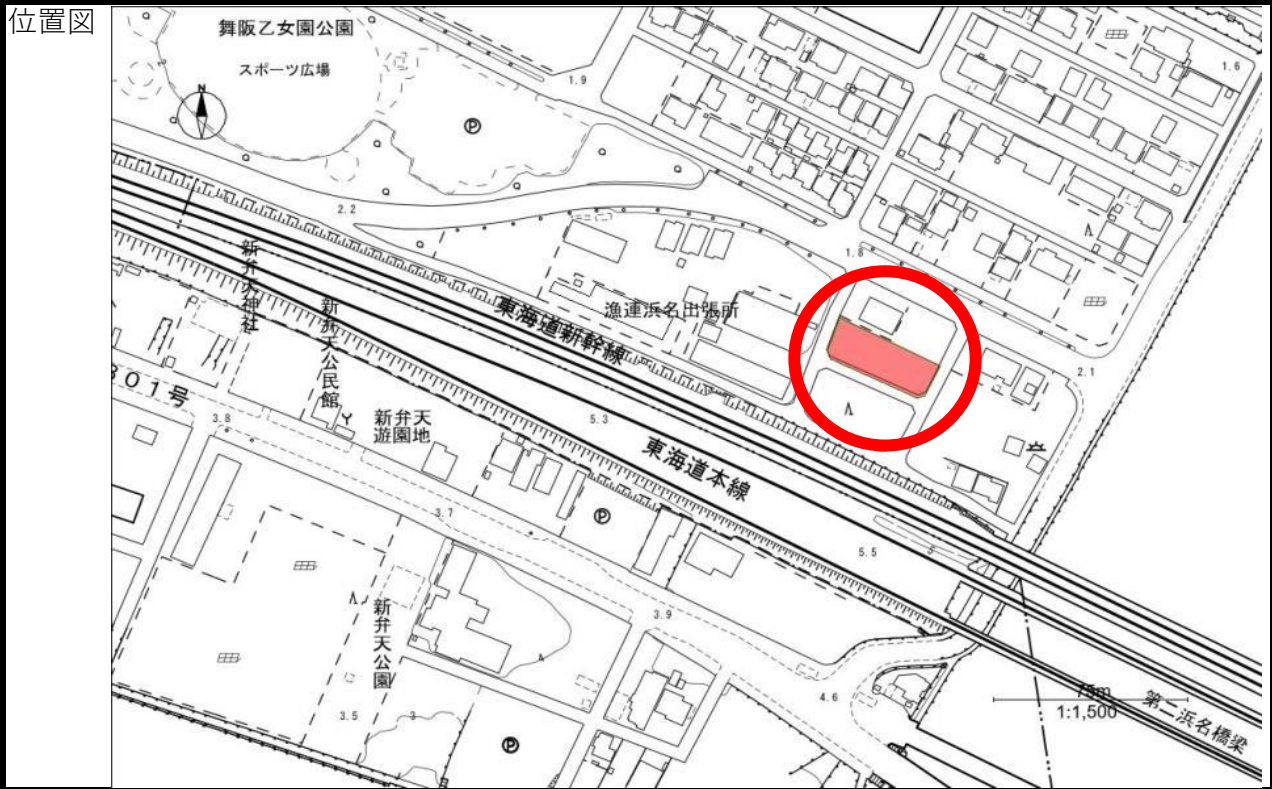 位置図
舞阪乙女園公園
スポーツ広場
N
P
1.9
1.6
2.2
1.8
2.1
漁連浜名出張所
東海道新幹線
新弁天神社
新弁天公民館
新弁天
遊園地
301号
3.8
5.3
東海道本線
3.7
P
5.5
5
3.9
新弁天公園
4
3.5
3
P
4.6
75m
1:1,500
第二浜名橋梁